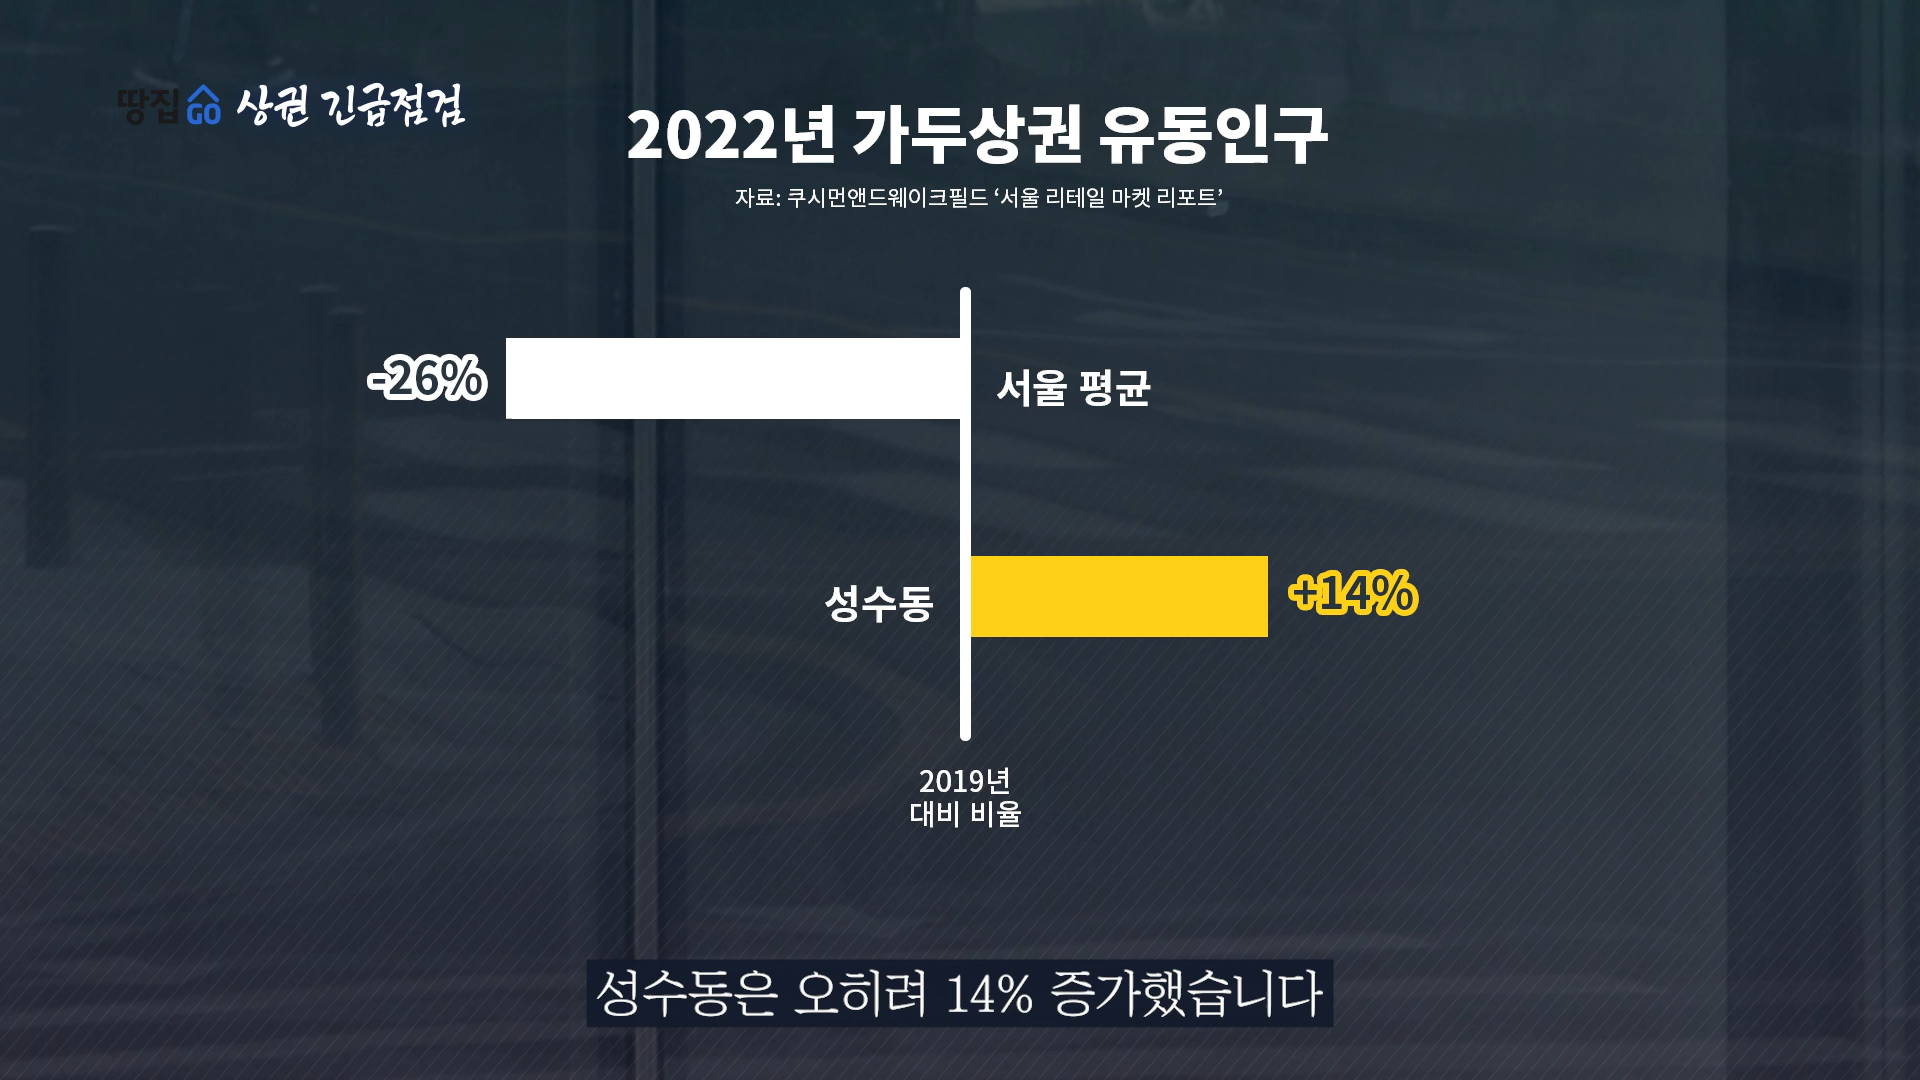 땅집GO 상권 긴급점검
2022년 가두상권 유동인구
자료: 쿠시먼앤드웨이크필드 ‘서울 리테일 마켓 리포트’
-26%
서울 평균
성수동
+14%
2019년
대비 비율
성수동은 오히려 14% 증가했습니다